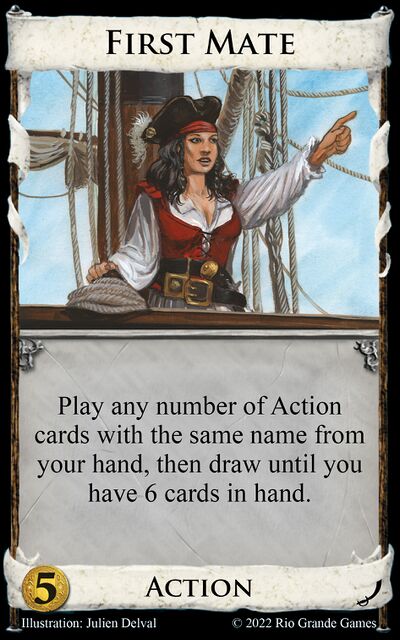 FIRST MATE
Play any number of Action
cards with the same name from
your hand, then draw until you
have 6 cards in hand.
5
ACTION
Illustration: Julien Delval
© 2022 Rio Grande Games